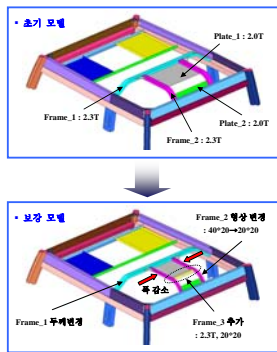 • 초기 모델
Plate_1 : 2.0T
Frame_1 : 2.3T
Frame_2 : 2.3T
Plate_2 : 2.0T
• 보강 모델
Frame_2 형상 변경
: 40*20→20*20
폭 감소
Frame_1 두께변경
Frame_3 추가
: 2.3T, 20*20